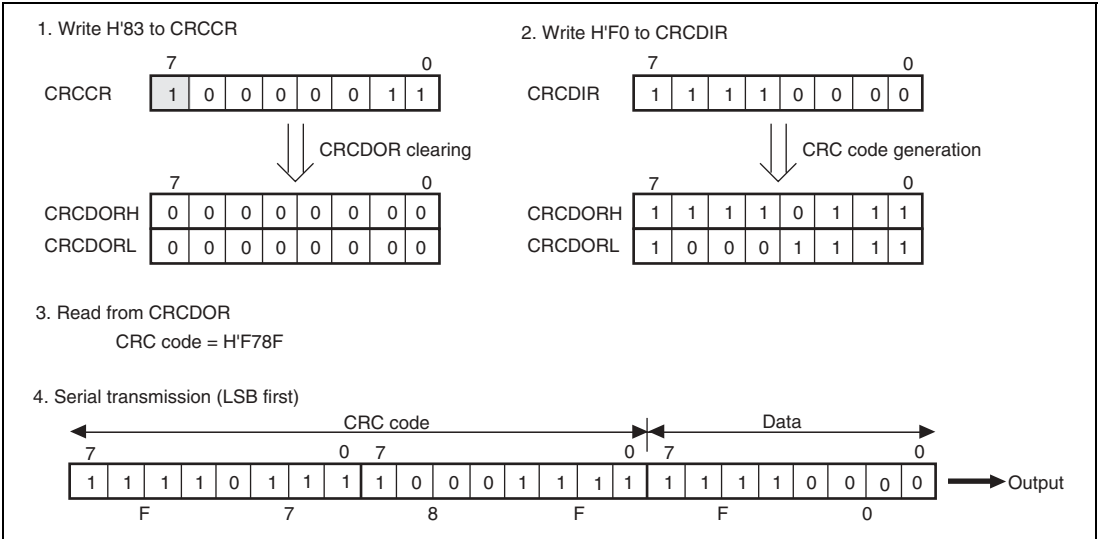 1. Write H'83 to CRCCR
7 0
CRCCR 1 0 0 0 0 0 1 1
CRCDOR clearing
7 0
CRCDORH 0 0 0 0 0 0 0 0
CRCDORL 0 0 0 0 0 0 0 0
2. Write H'F0 to CRCDIR
7 0
CRCDIR 1 1 1 1 0 0 0 0
CRC code generation
7 0
CRCDORH 1 1 1 1 0 1 1 1
CRCDORL 1 0 0 0 1 1 1 1
3. Read from CRCDOR
CRC code = H'F78F
4. Serial transmission (LSB first)
CRC code Data
7 0 7 0 7 0
1 1 1 1 0 1 1 1 1 0 0 0 1 1 1 1 1 1 1 1 0 0 0 0 Output
F 7 8 F F 0